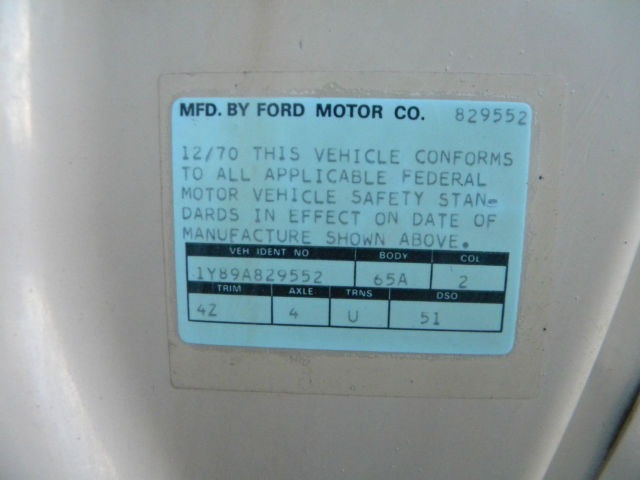 MFD. BY FORD MOTOR CO. 829552
12/70 THIS VEHICLE CONFORMS
TO ALL APPLICABLE FEDERAL
MOTOR VEHICLE SAFETY STAN-
DARDS IN EFFECT ON DATE OF
MANUFACTURE SHOWN ABOVE.
VEH IDENT NO BODY COL
1Y89A829552 65A 2
TRIM AXLE TRNS DSO
42 4 U 51